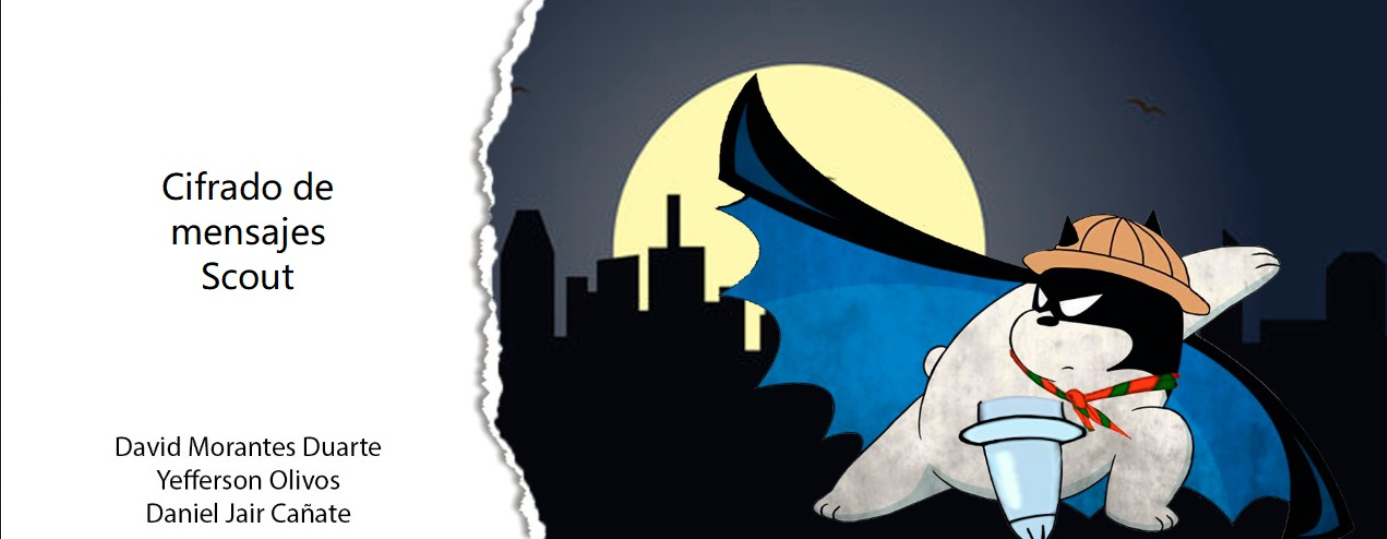 Cifrado de
mensajes
Scout
David Morantes Duarte
Yefferson Olivos
Daniel Jair Cañate